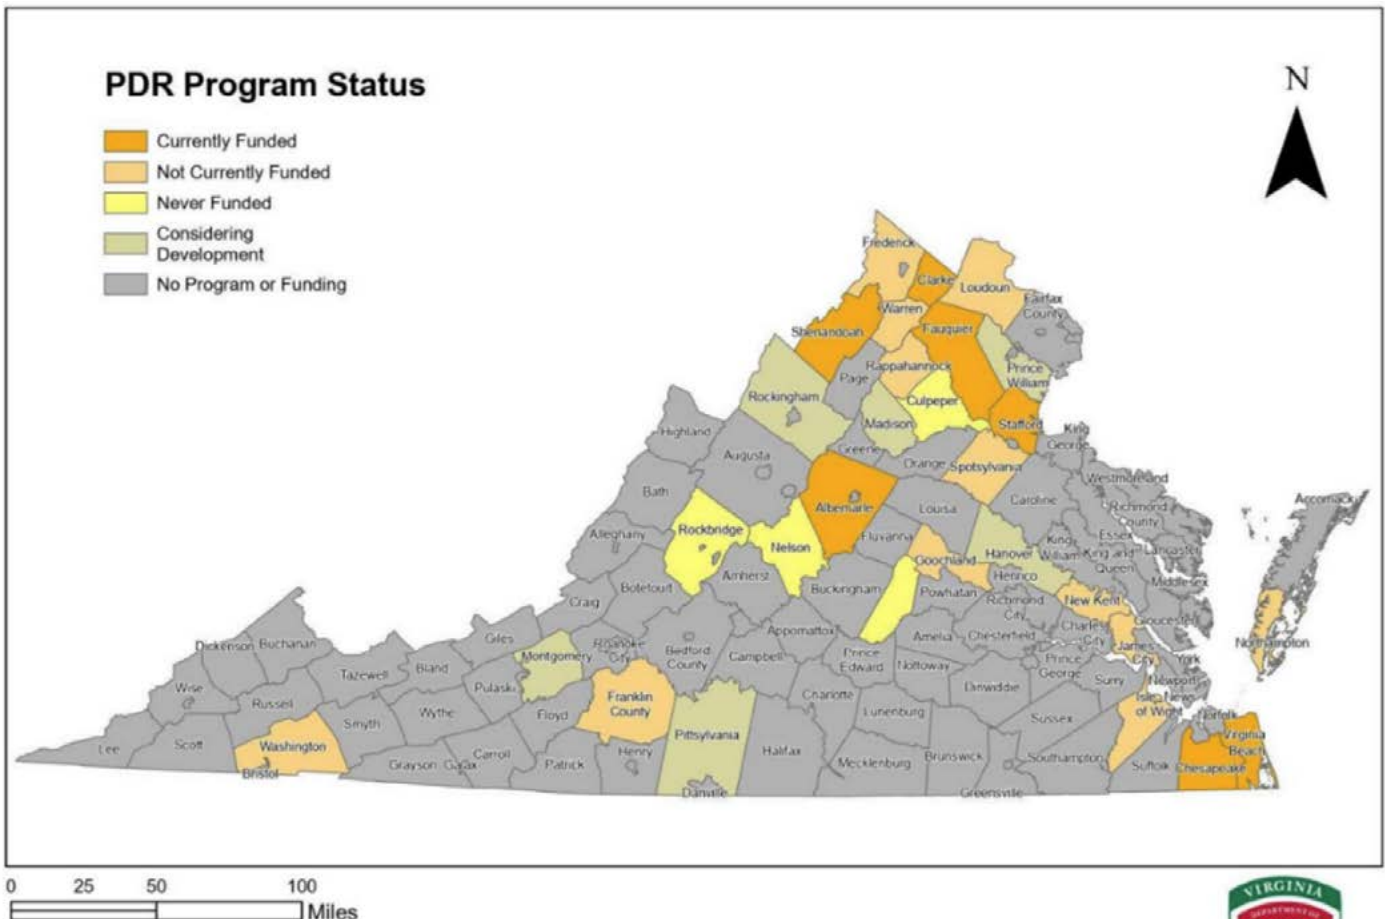 PDR Program Status
N
Currently Funded
Not Currently Funded
Never Funded
Considering
Development
No Program or Funding
Frederick
Clarke
Loudoun
Fairfax
County
Warren
Shenandoah
Fauquier
Rappahannock
Page
Prince
William
Rockingham
Culpeper
Madison
Stafford
Highland
King
George
Greene
Augusta
Orange
Spotsylvania
Westmoreland
Bath
Caroline
Accomack
Albemarle
Louisa
Richmond
County
Rockbridge
Alleghany
Fluvanna
Essex
King
William
King and
Queen
Lancaster
Nelson
Hanover
Goochland
Henrico
Amherst
Middlesex
Botetourt
Buckingham
Powhatan
Richmond
City
New Kent
Craig
Gloucester
Charles
City
Appomattox
Amelia
Chesterfield
Giles
Roanoke
City
Dickenson
Buchanan
James
City
Northampton
Bedford
County
Campbell
Prince
Edward
Nottoway
Montgomery
Prince
George
York
Bland
Tazewell
Surry
Newport
News
Pulaski
Wise
Dinwiddie
Charlotte
Isle
of Wight
Franklin
County
Russell
Wythe
Floyd
Lunenburg
Sussex
Norfolk
Smyth
Pittsylvania
Virginia
Beach
Washington
Lee
Scott
Carroll
Henry
Halifax
Mecklenburg
Brunswick
Southampton
Suffolk
Chesapeake
Grayson
Galax
Patrick
Bristol
Danville
Greensville
0 25 50 100
Miles
VIRGINIA
DEPARTMENT OF